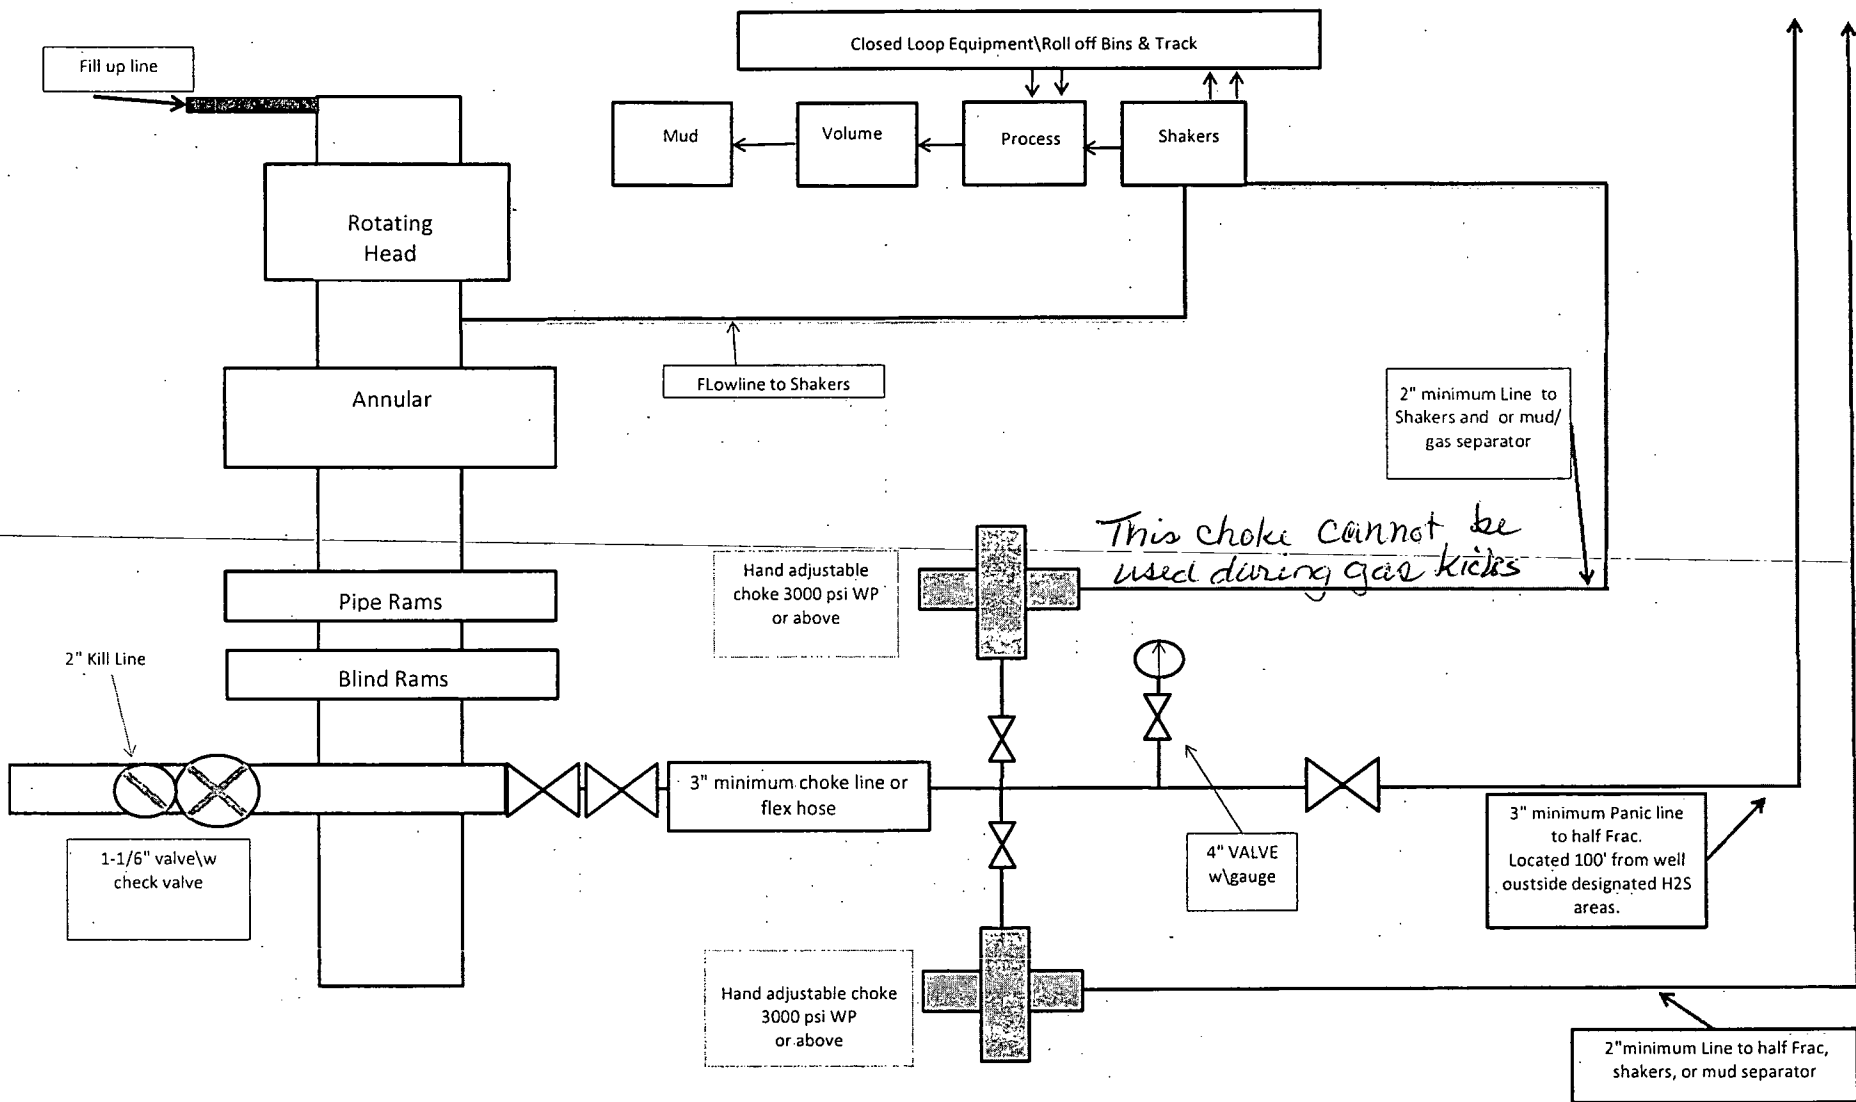 Closed Loop Equipment\Roll off Bins & Track
Fill up line
Mud
Volume
Process
Shakers
Rotating
Head
FLowline to Shakers
Annular
2" minimum Line to
Shakers and or mud/
gas separator
This choke cannot be
used during gas kicks
Hand adjustable
choke 3000 psi WP
or above
Pipe Rams
2" Kill Line
Blind Rams
3" minimum choke line or
flex hose
1-1/6" valve\w
check valve
4" VALVE
w\gauge
3" minimum Panic line
to half Frac.
Located 100' from well
oustside designated H2S
areas.
Hand adjustable choke
3000 psi WP
or above
2"minimum Line to half Frac,
shakers, or mud separator